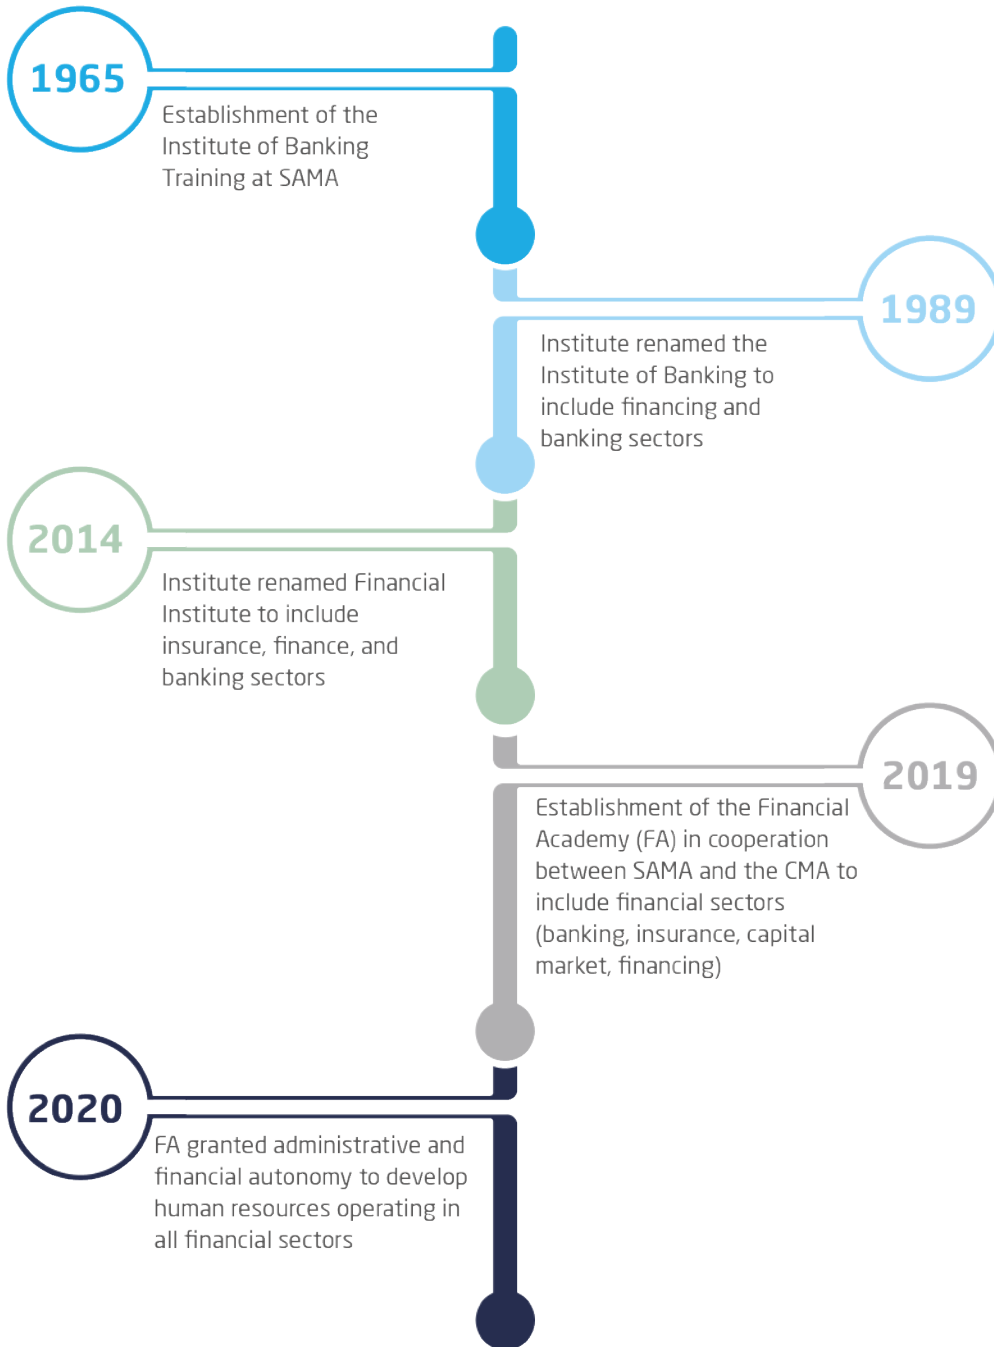 1965
Establishment of the
Institute of Banking
Training at SAMA
1989
Institute renamed the
Institute of Banking to
include financing and
banking sectors
2014
Institute renamed Financial
Institute to include
insurance, finance, and
banking sectors
2019
Establishment of the Financial
Academy (FA) in cooperation
between SAMA and the CMA to
include financial sectors
(banking, insurance, capital
market, financing)
2020
FA granted administrative and
financial autonomy to develop
human resources operating in
all financial sectors